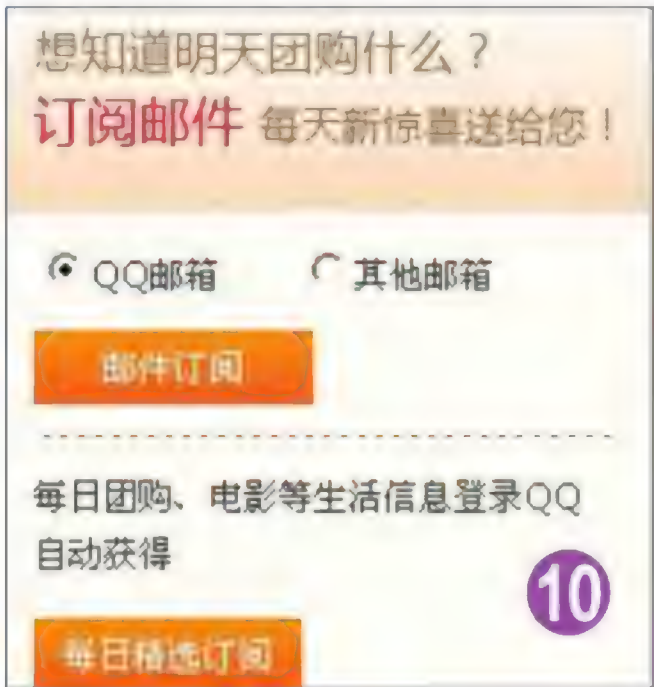 想知道明天团购什么？
订阅邮件 每天新惊喜送给您！
QQ邮箱 其他邮箱
邮件订阅
每日团购、电影等生活信息登录QQ
自动获得
10
每日精选订阅